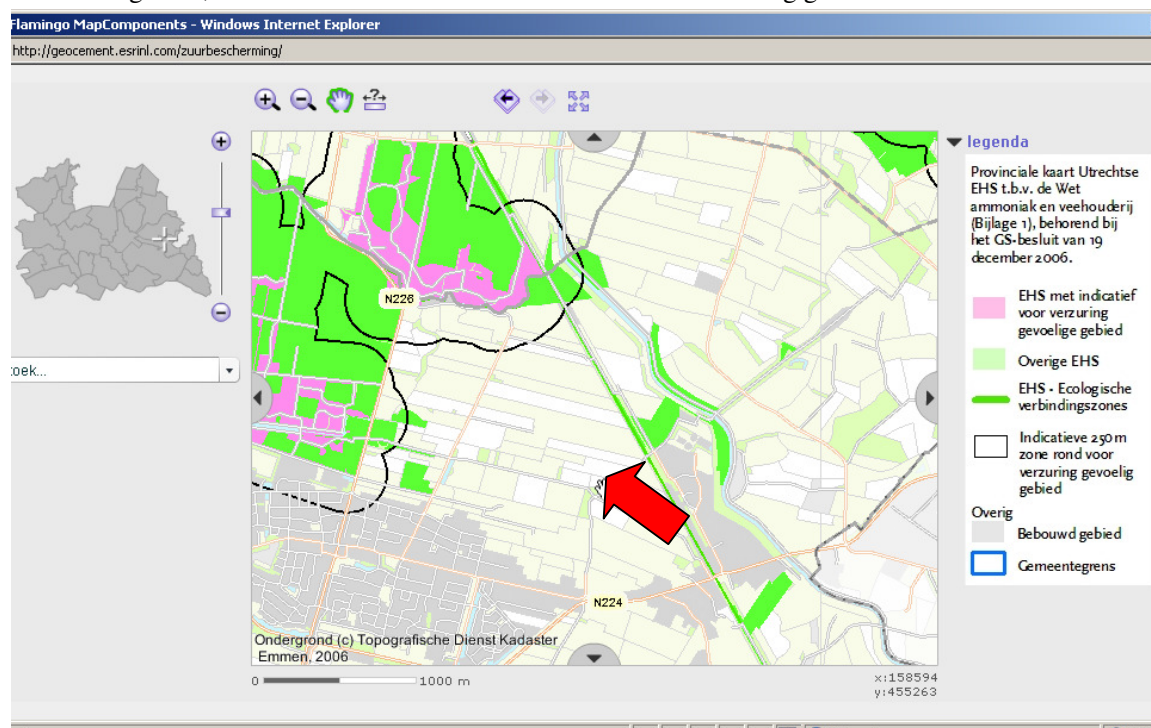 Flamingo MapComponents - Windows Internet Explorer
http://geocement.esrinl.com/zuurbescherming/
legenda
Provinciale kaart Utrechtse
EHS t.b.v. de Wet
ammoniak en veehouderij
(Bijlage 1), behorend bij
het GS-besluit van 19
december 2006.
EHS met indicatief
voor verzuring
gevoelige gebied
Overige EHS
EHS - Ecologische
verbindingszones
Indicatieve 250 m
zone rond voor
verzuring gevoelig
gebied
Overig
Bebouwd gebied
Gemeentegrens
zoek...
N226
N224
Ondergrond (c) Topografische Dienst Kadaster
Emmen, 2006
0 1000 m
x:158594
y:455263